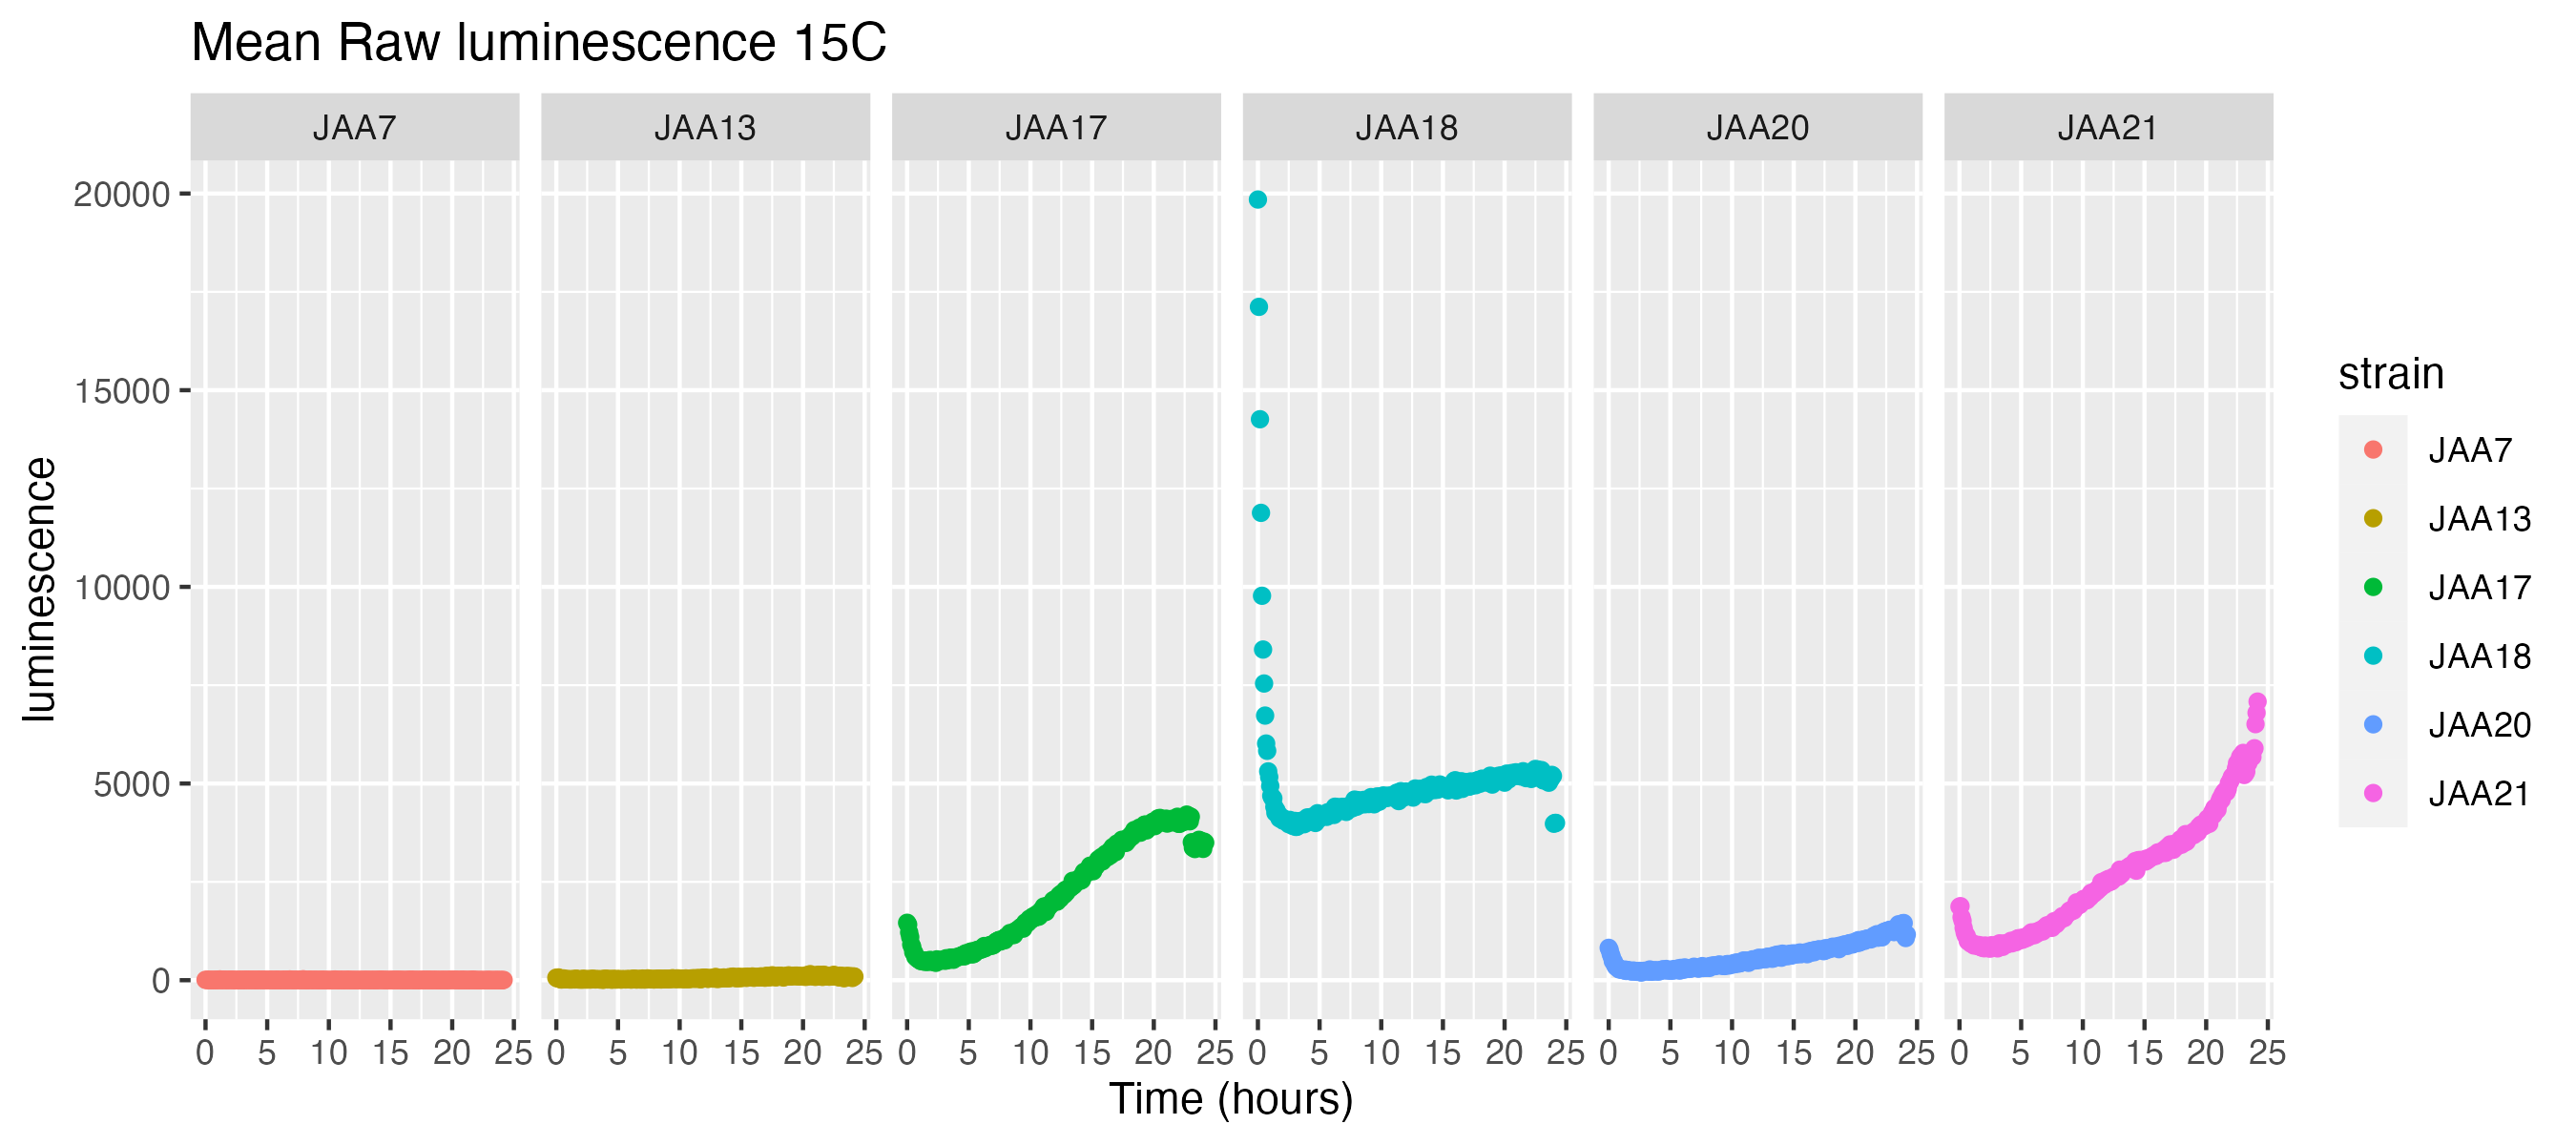 Mean Raw luminescence 15C
JAA7 JAA13 JAA17 JAA18 JAA20 JAA21
20000
15000
10000
5000
0
luminescence
0 5 10 15 20 25 0 5 10 15 20 25 0 5 10 15 20 25 0 5 10 15 20 25 0 5 10 15 20 25 0 5 10 15 20 25
Time (hours)
strain
JAA7
JAA13
JAA17
JAA18
JAA20
JAA21